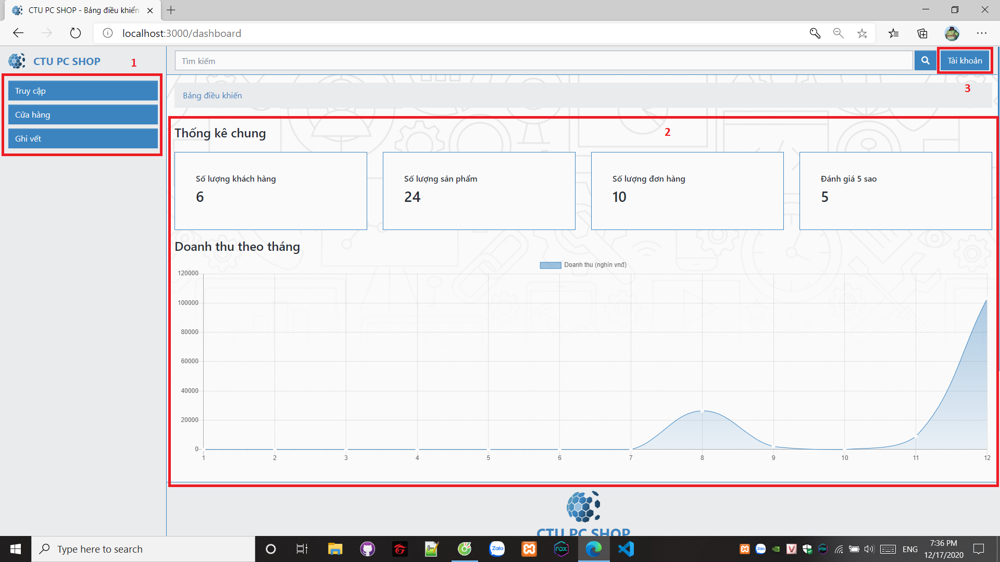 CTU PC SHOP - Bảng điều khiển
localhost:3000/dashboard
CTU PC SHOP
1
Tìm kiếm
Tài khoản
3
Truy cập
Cửa hàng
Ghi vết
Bảng điều khiển
Thống kê chung
2
Số lượng khách hàng
6
Số lượng sản phẩm
24
Số lượng đơn hàng
10
Đánh giá 5 sao
5
Doanh thu theo tháng
Doanh thu (nghìn vnđ)
120000
100000
80000
60000
40000
20000
0
1 2 3 4 5 6 7 8 9 10 11 12
CTU PC SHOP
Type here to search
Zalo
nox
ENG
7:36 PM
12/17/2020